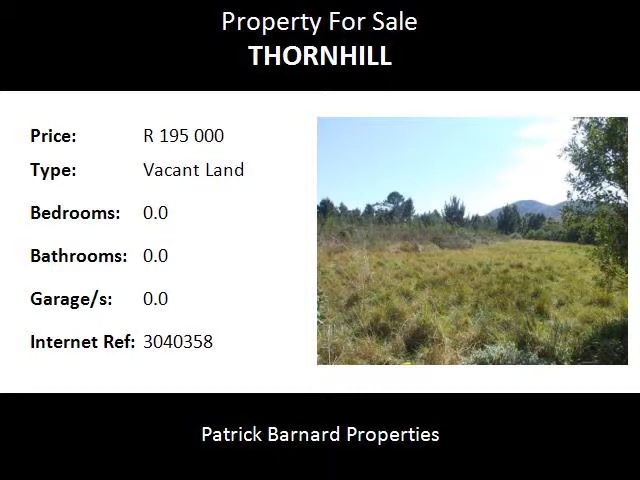 Property For Sale
THORNHILL
Price: R 195 000
Type: Vacant Land
Bedrooms: 0.0
Bathrooms: 0.0
Garage/s: 0.0
Internet Ref: 3040358
Patrick Barnard Properties